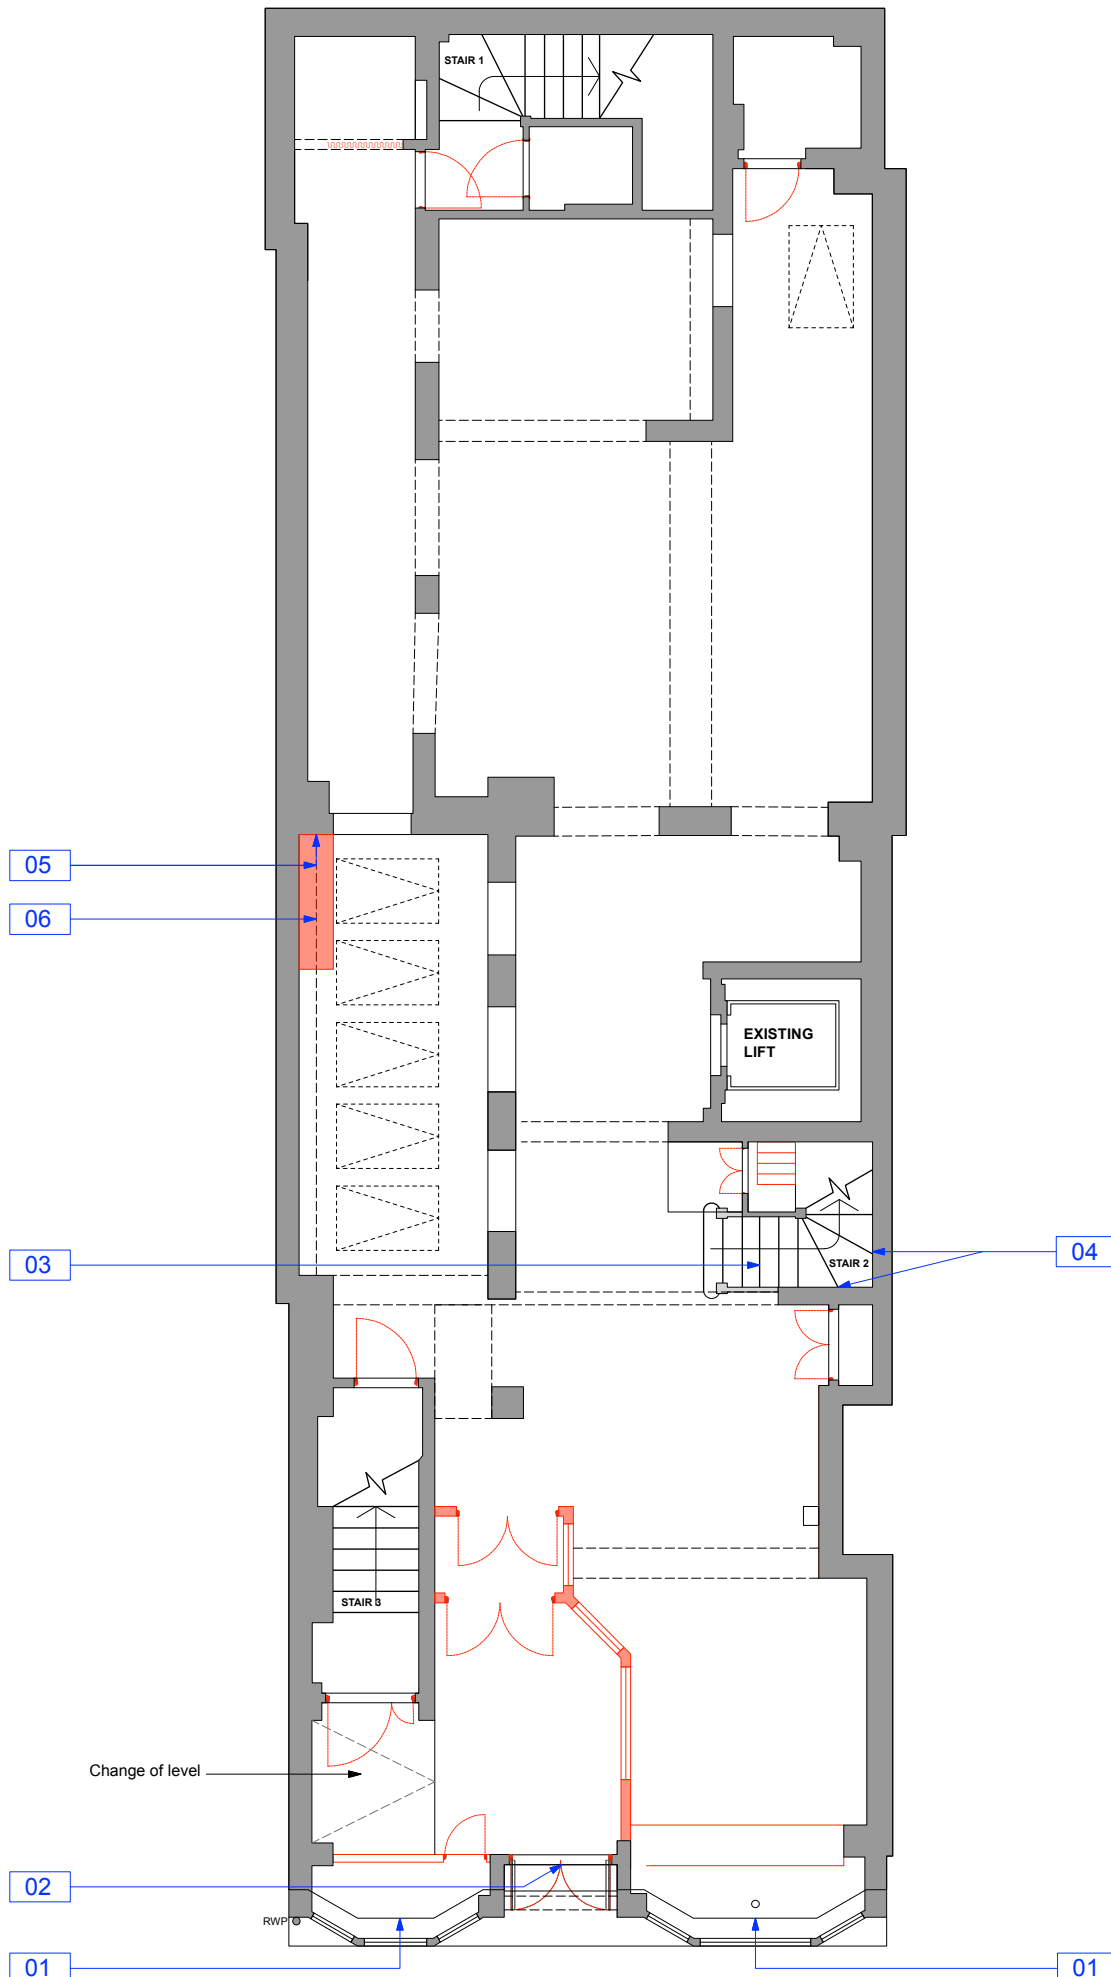 STAIR 1
05
06
EXISTING
LIFT
03
STAIR 2
04
STAIR 3
Change of level
02
RWP
01
01